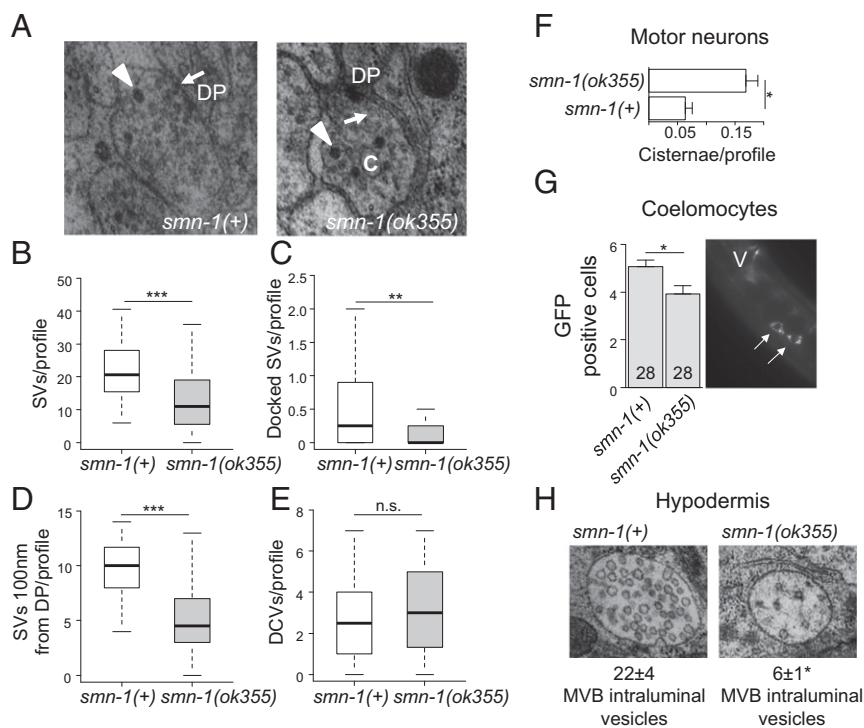 A
DP
smn-1(+)
DP
C
smn-1(ok355)
B
SVs/profile
50
40
30
20
10
0
***
smn-1(+) smn-1(ok355)
C
Docked SVs/profile
2.5
2.0
1.5
1.0
0.5
0
**
smn-1(+) smn-1(ok355)
D
SVs 100nm
from DP/profile
15
10
5
0
***
smn-1(+) smn-1(ok355)
E
DCVs/profile
8
6
4
2
0
n.s.
smn-1(+) smn-1(ok355)
F
Motor neurons
smn-1(ok355)
smn-1(+)
*
0.05 0.15
Cisternae/profile
G
Coelomocytes
GFP
positive cells
6
4
2
0
*
28 28
smn-1(+)
smn-1(ok355)
V
H
Hypodermis
smn-1(+) smn-1(ok355)
22±4
MVB intraluminal
vesicles
6±1*
MVB intraluminal
vesicles